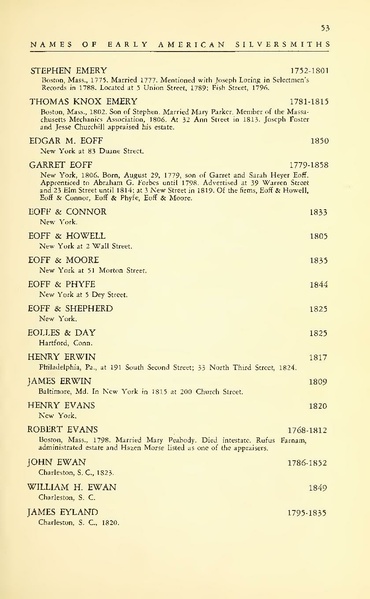 53
NAMES OF EARLY AMERICAN SILVERSMITHS
STEPHEN EMERY 1752-1801
Boston, Mass., 1775. Married 1777. Mentioned with Joseph Loring in Selectmen's
Records in 1788. Located at 5 Union Street, 1789; Fish Street, 1796.
THOMAS KNOX EMERY 1781-1815
Boston, Mass., 1802. Son of Stephen. Married Mary Parker. Member of the Massa-
chusetts Mechanics Association, 1806. At 32 Ann Street in 1813. Joseph Foster
and Jesse Churchill appraised his estate.
EDGAR M. EOFF 1850
New York at 83 Duane Street.
GARRET EOFF 1779-1858
New York, 1806. Born, August 29, 1779, son of Garret and Sarah Heyer Eoff.
Apprenticed to Abraham G. Forbes until 1798. Advertised at 39 Warren Street
and 23 Elm Street until 1814; at 3 New Street in 1819. Of the firms, Eoff & Howell,
Eoff & Connor, Eoff & Phyfe, Eoff & Moore.
EOFF & CONNOR 1833
New York.
EOFF & HOWELL 1805
New York at 2 Wall Street.
EOFF & MOORE 1835
New York at 51 Morton Street.
EOFF & PHYFE 1844
New York at 5 Dey Street.
EOFF & SHEPHERD 1825
New York.
EOLLES & DAY 1825
Hartford, Conn.
HENRY ERWIN 1817
Philadelphia, Pa., at 191 South Second Street; 33 North Third Street, 1824.
JAMES ERWIN 1809
Baltimore, Md. In New York in 1815 at 200 Church Street.
HENRY EVANS 1820
New York.
ROBERT EVANS 1768-1812
Boston, Mass., 1798. Married Mary Peabody. Died intestate. Rufus Farnam,
administrated estate and Hazen Morse listed as one of the appraisers.
JOHN EWAN 1786-1852
Charleston, S. C., 1823.
WILLIAM H. EWAN 1849
Charleston, S. C.
JAMES EYLAND 1795-1835
Charleston, S. C., 1820.